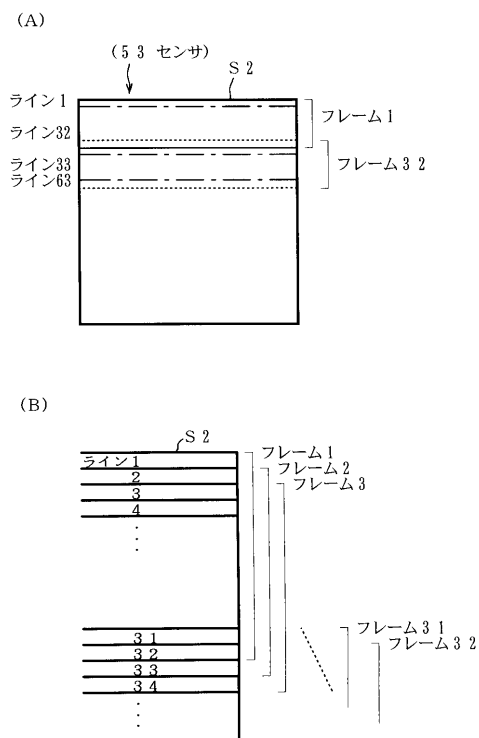 (A)
(53 センサ)
S2
ライン1
フレーム1
ライン32
ライン33
フレーム32
ライン63
(B)
S2
フレーム1
ライン1
フレーム2
2
フレーム3
3
4
フレーム31
31
フレーム32
32
33
34